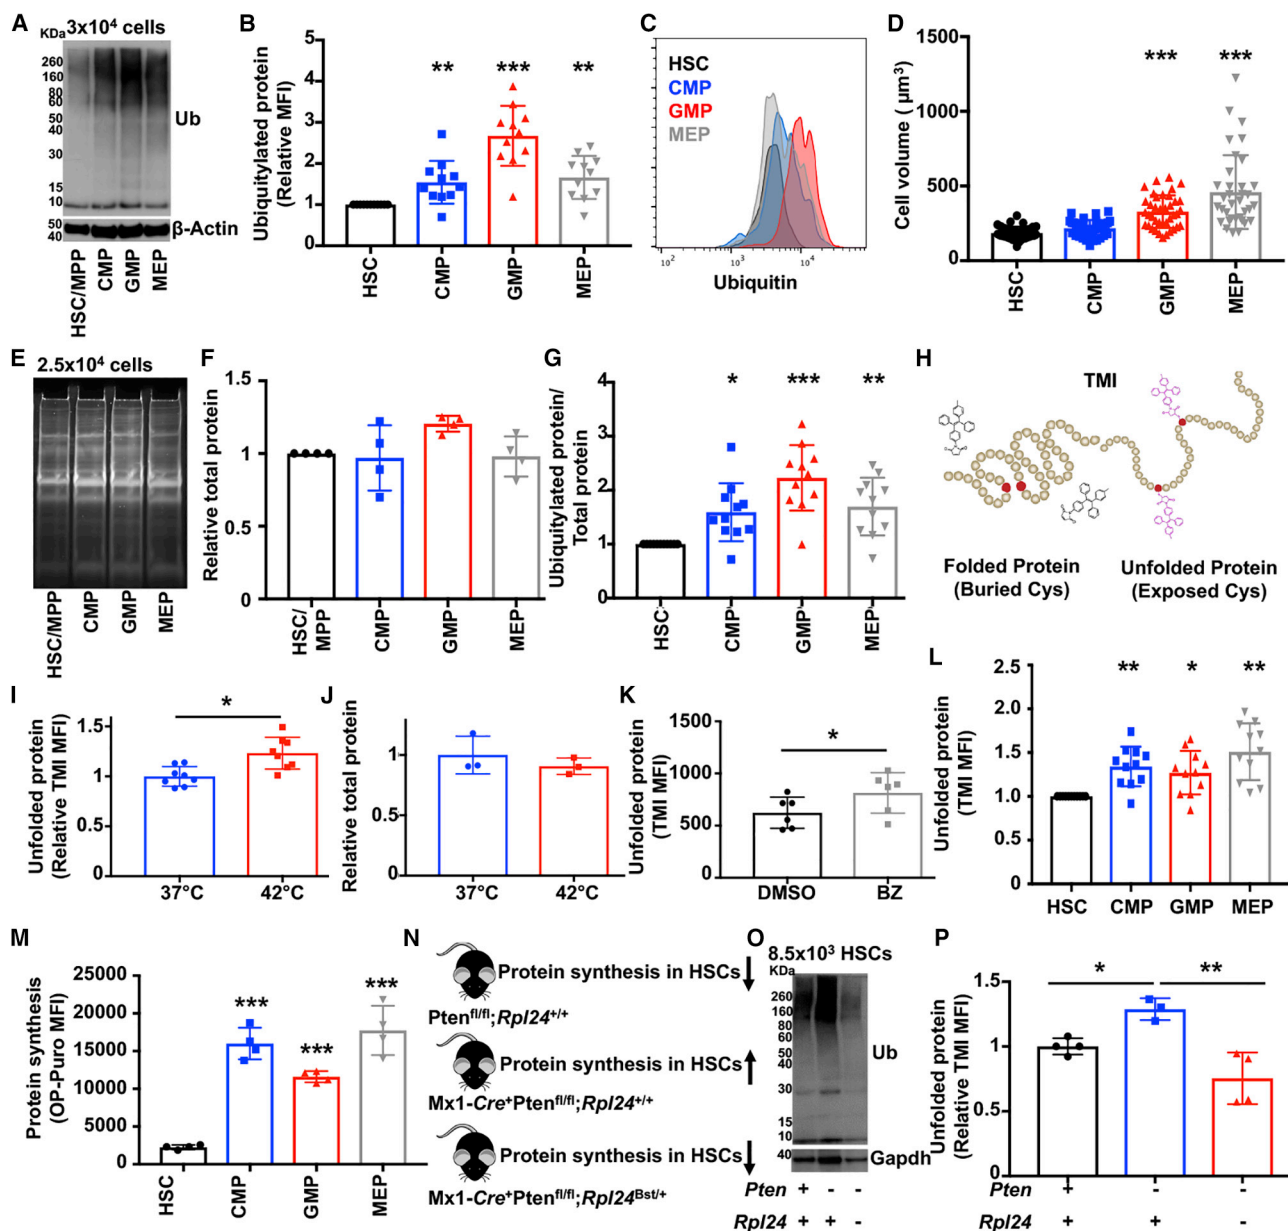 A
KDa 3x10⁴ cells
260
160
80
60
50
40
30
15
10
Ub
50
40
β-Actin
HSC/MPP
CMP
GMP
MEP
B
Ubiquitylated protein
(Relative MFI)
5
4
3
2
1
0
** *** **
HSC
CMP
GMP
MEP
C
HSC
CMP
GMP
MEP
10² 10³ 10⁴
Ubiquitin
D
Cell volume ( µm³)
1500
1000
500
0
*** ***
HSC
CMP
GMP
MEP
E
2.5x10⁴ cells
HSC/MPP
CMP
GMP
MEP
F
Relative total protein
1.5
1
0.5
0
HSC/
MPP
CMP
GMP
MEP
G
Ubiquitylated protein/
Total protein
4
3
2
1
0
* *** **
HSC
CMP
GMP
MEP
H
TMI
Folded Protein
(Buried Cys)
Unfolded Protein
(Exposed Cys)
I
Unfolded protein
(Relative TMI MFI)
1.5
1
0.5
0
*
37°C 42°C
J
Relative total protein
1
0.5
0
37°C 42°C
K
Unfolded protein
(TMI MFI)
1500
1000
500
0
*
DMSO BZ
L
Unfolded protein
(TMI MFI)
2.5
2.0
1.5
1
0.5
0
** * **
HSC CMP GMP MEP
M
Protein synthesis
(OP-Puro MFI)
25000
20000
15000
10000
5000
0
*** *** ***
HSC
CMP
GMP
MEP
N
Protein synthesis in HSCs
Ptenfl/fl;Rpl24+/+
Protein synthesis in HSCs
Mx1-Cre+Ptenfl/fl;Rpl24+/+
Protein synthesis in HSCs
Mx1-Cre+Ptenfl/fl;Rpl24Bst/+
O
8.5x10³ HSCs
KDa
260
160
80
60
50
40
30
15
10
Ub
40
Gapdh
Pten + - -
Rpl24 + + -
P
Unfolded protein
(Relative TMI MFI)
1.5
1
0.5
0
* **
Pten + - -
Rpl24 + + -